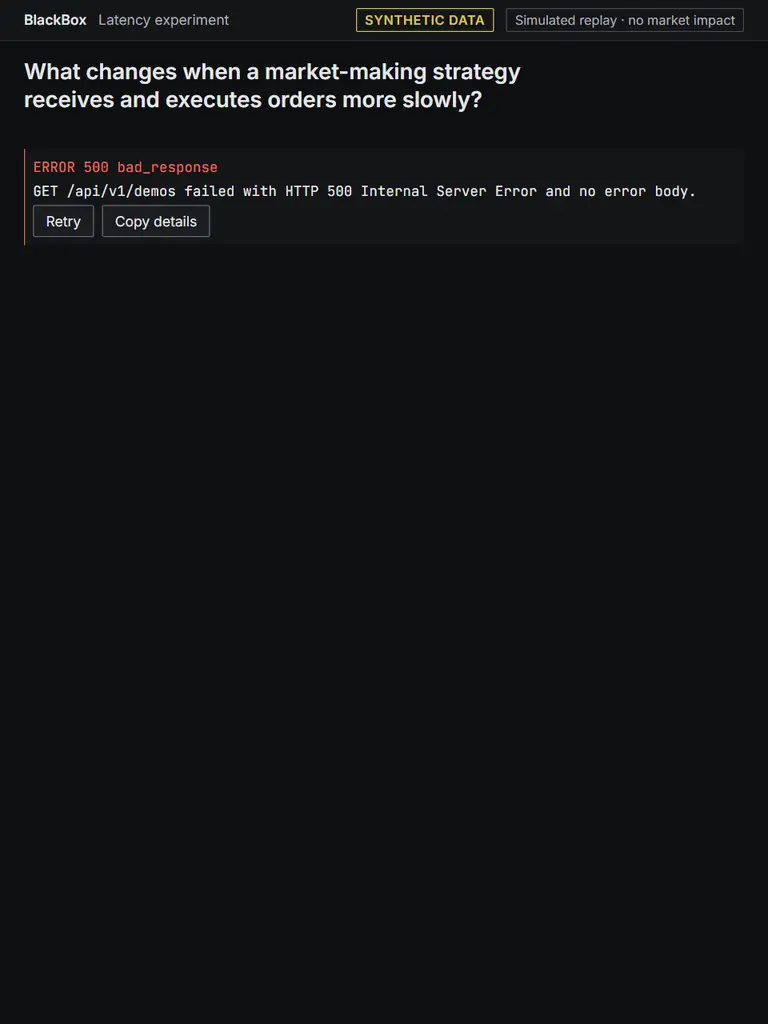 BlackBox Latency experiment SYNTHETIC DATA Simulated replay · no market impact
What changes when a market-making strategy
receives and executes orders more slowly?
ERROR 500 bad_response
GET /api/v1/demos failed with HTTP 500 Internal Server Error and no error body.
Retry Copy details